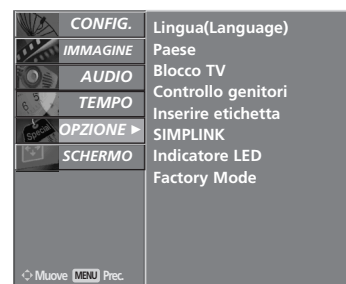 CONFIG.
IMMAGINE
AUDIO
TEMPO
OPZIONE ►
SCHERMO
Lingua(Language)
Paese
Blocco TV
Controllo genitori
Inserire etichetta
SIMPLINK
Indicatore LED
Factory Mode
Muove MENU Prec.
Special